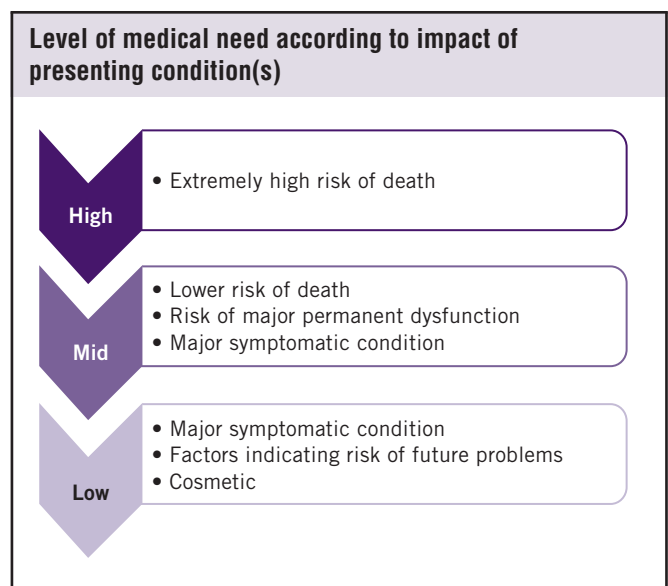 Level of medical need according to impact of
presenting condition(s)
High
• Extremely high risk of death
Mid
• Lower risk of death
• Risk of major permanent dysfunction
• Major symptomatic condition
Low
• Major symptomatic condition
• Factors indicating risk of future problems
• Cosmetic